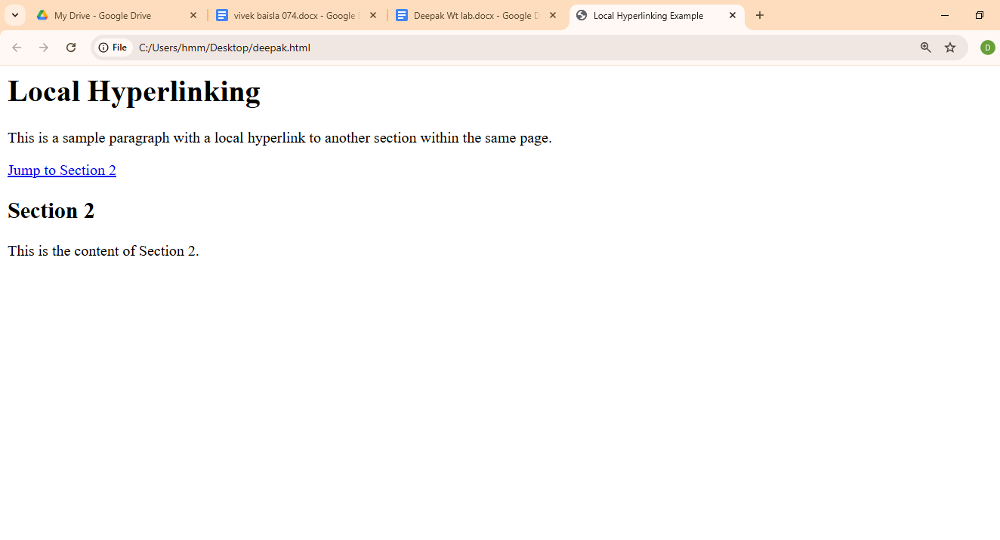 My Drive - Google Drive
vivek baisla 074.docx - Google
Deepak Wt lab.docx - Google D
Local Hyperlinking Example
File
C:/Users/hmm/Desktop/deepak.html
D
Local Hyperlinking
This is a sample paragraph with a local hyperlink to another section within the same page.
Jump to Section 2
Section 2
This is the content of Section 2.